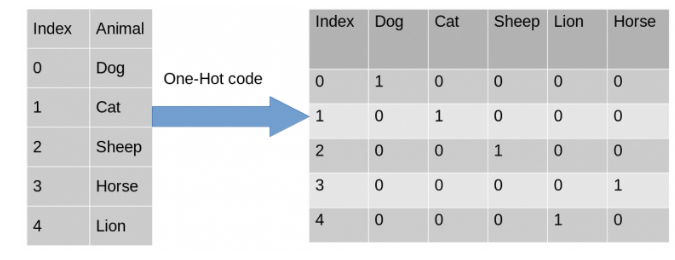 Index Animal
0 Dog
1 Cat
2 Sheep
3 Horse
4 Lion
One-Hot code
Index Dog Cat Sheep Lion Horse
0 1 0 0 0 0
1 0 1 0 0 0
2 0 0 1 0 0
3 0 0 0 0 1
4 0 0 0 1 0